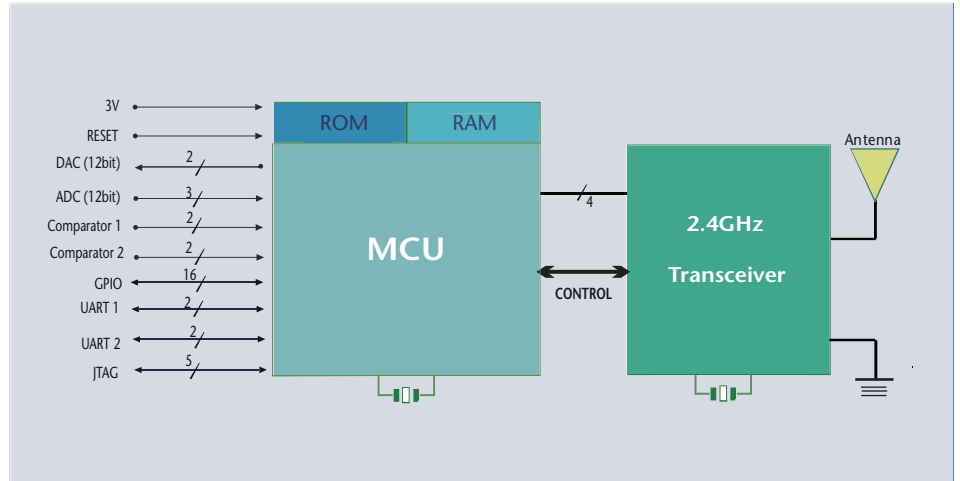 3V
RESET
DAC (12bit)
2
ADC (12bit)
3
Comparator 1
2
Comparator 2
2
GPIO
16
UART 1
2
UART 2
2
JTAG
5
ROM
RAM
MCU
4
CONTROL
2.4GHz
Transceiver
Antenna